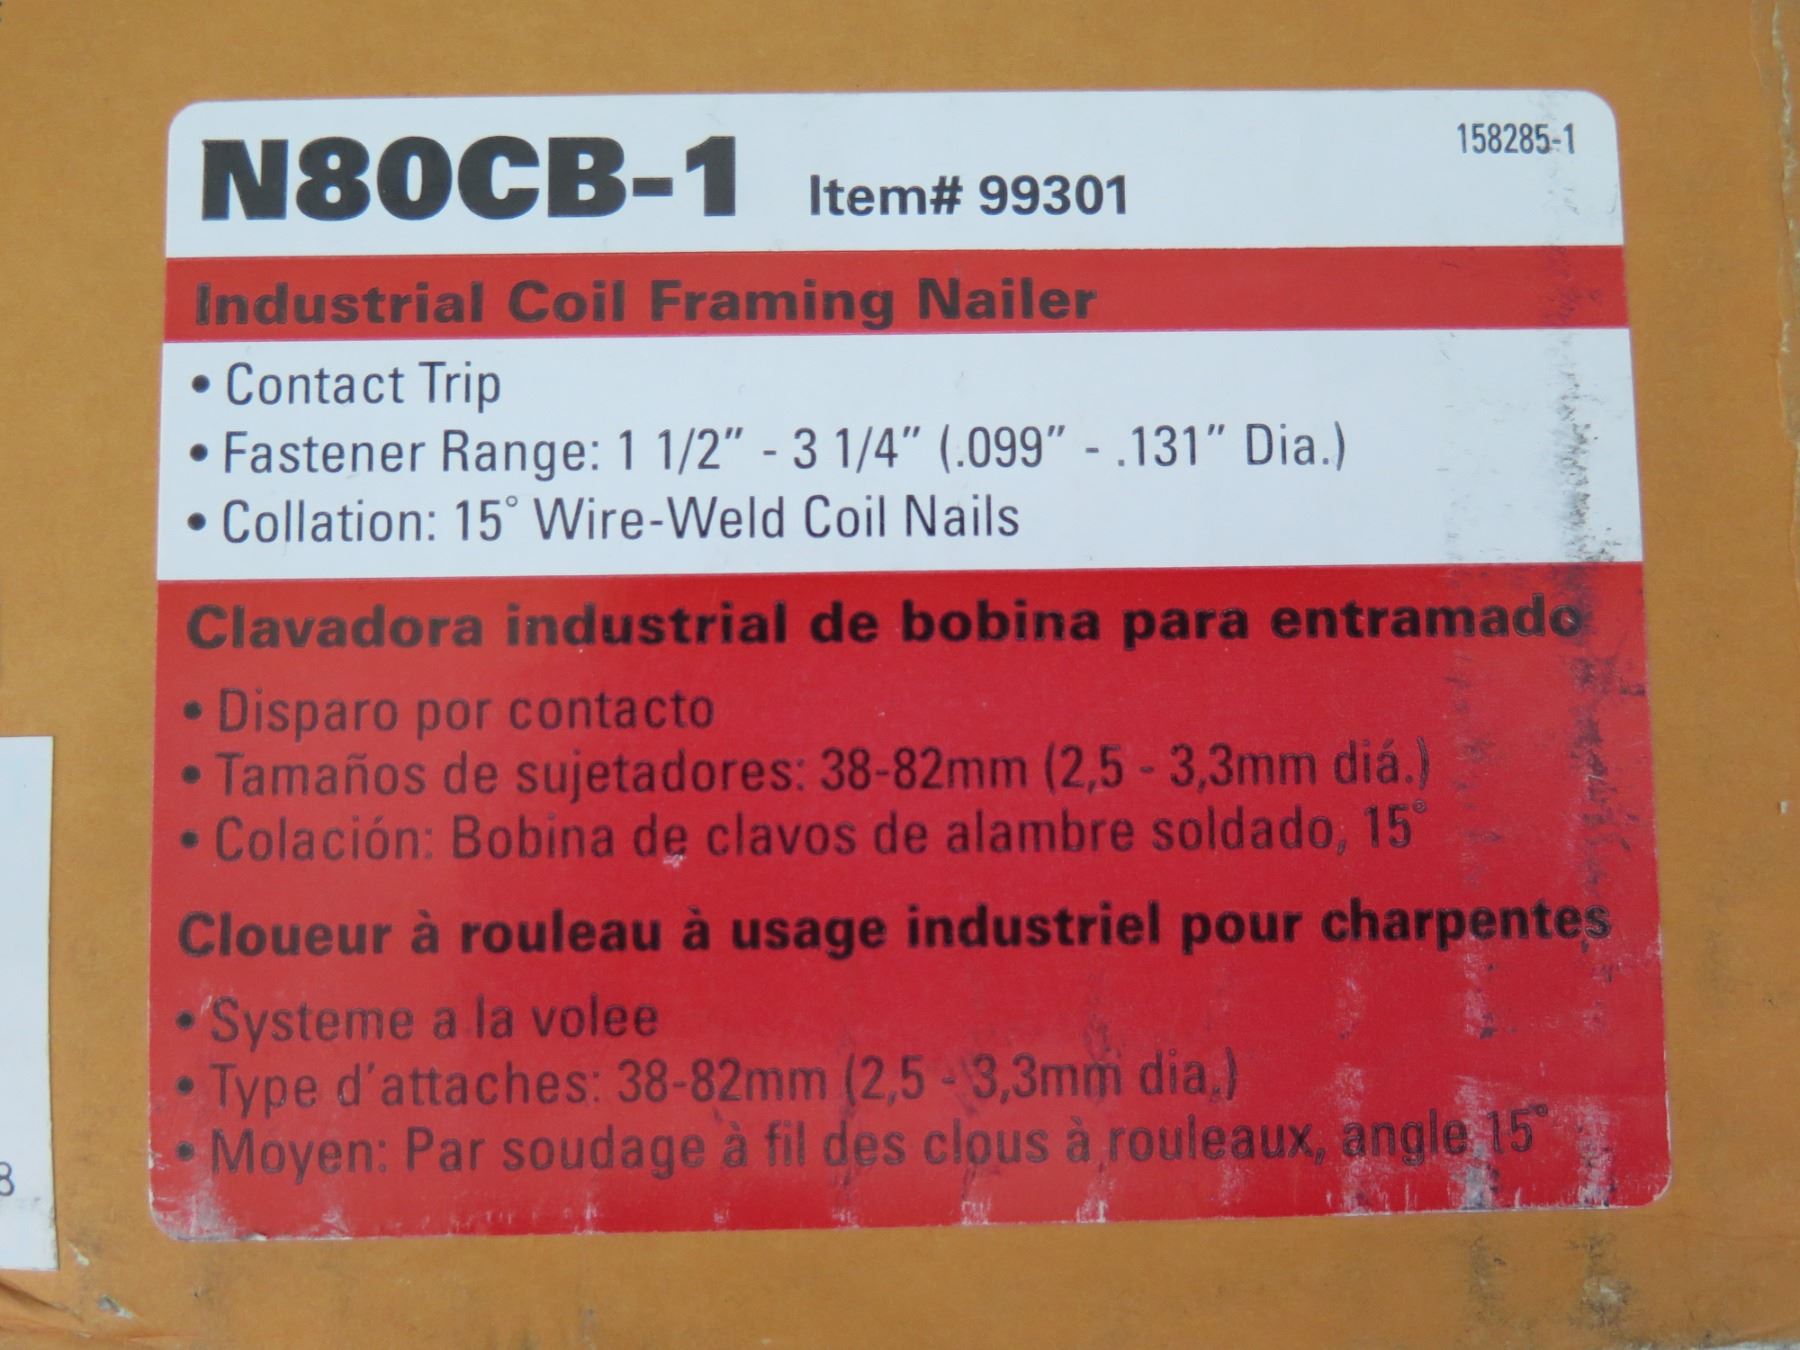 N80CB-1 Item# 99301 158285-1
Industrial Coil Framing Nailer
• Contact Trip
• Fastener Range: 1 1/2" - 3 1/4" (.099" - .131" Dia.)
• Collation: 15° Wire-Weld Coil Nails
Clavadora industrial de bobina para entramado
• Disparo por contacto
• Tamaños de sujetadores: 38-82mm (2,5 - 3,3mm diá.)
• Colación: Bobina de clavos de alambre soldado, 15°
Cloueur à rouleau à usage industriel pour charpentes
• Systeme a la volee
• Type d'attaches: 38-82mm (2,5 - 3,3mm dia.)
• Moyen: Par soudage à fil des clous à rouleaux, angle 15°
8